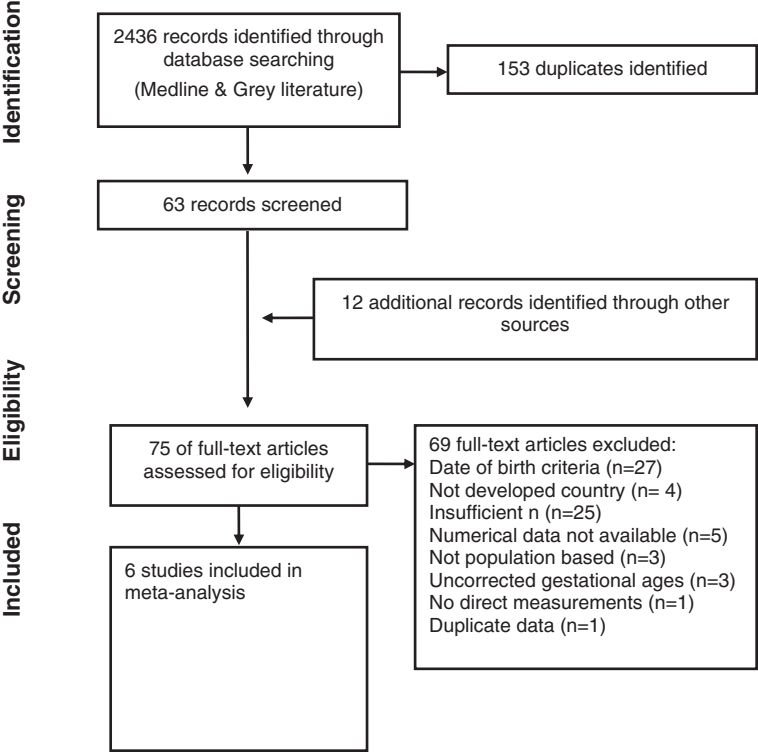 Identification
2436 records identified through
database searching
(Medline & Grey literature)
153 duplicates identified
Screening
63 records screened
12 additional records identified through other
sources
Eligibility
75 of full-text articles
assessed for eligibility
69 full-text articles excluded:
Date of birth criteria (n=27)
Not developed country (n= 4)
Insufficient n (n=25)
Numerical data not available (n=5)
Not population based (n=3)
Uncorrected gestational ages (n=3)
No direct measurements (n=1)
Duplicate data (n=1)
Included
6 studies included in
meta-analysis